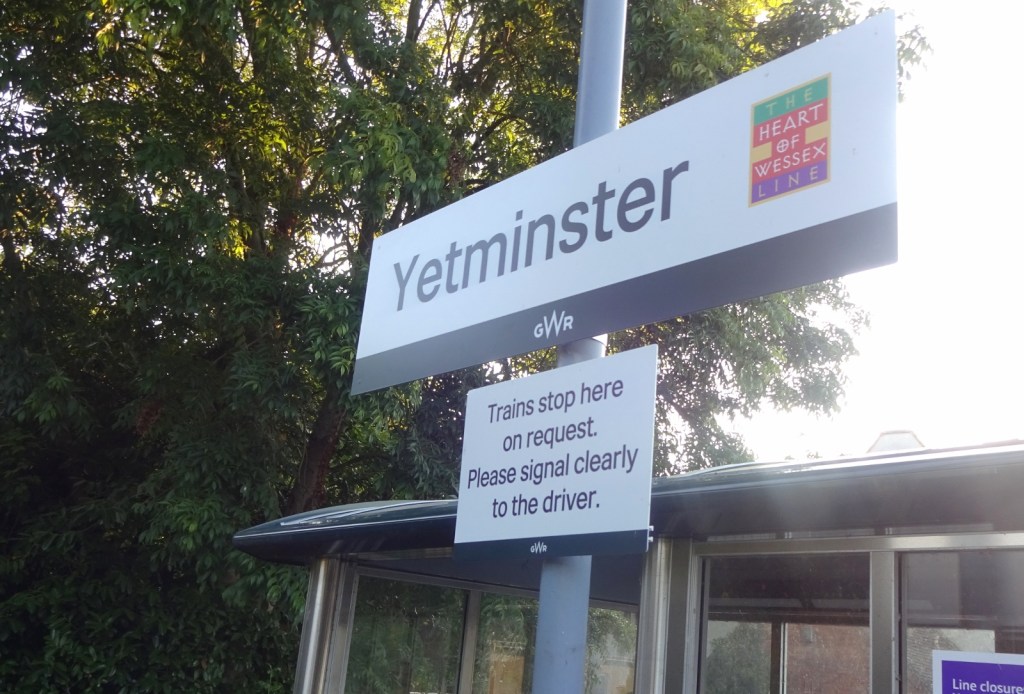 THE
HEART
OF
WESSEX
LINE
Yetminster
GWR
Trains stop here
on request.
Please signal clearly
to the driver.
GWR
Line closure